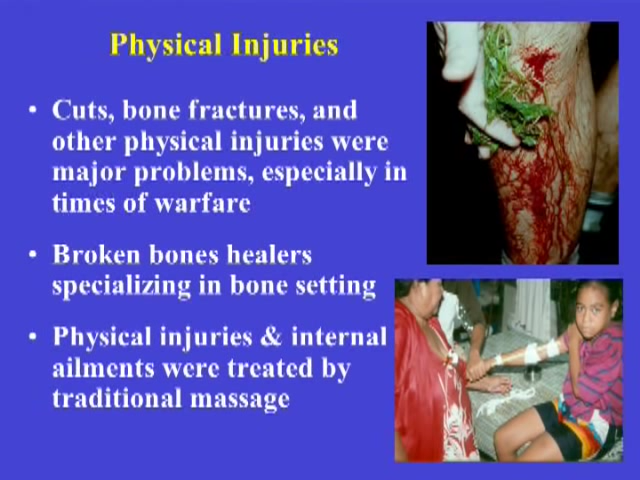 Physical Injuries
• Cuts, bone fractures, and
other physical injuries were
major problems, especially in
times of warfare
• Broken bones healers
specializing in bone setting
• Physical injuries & internal
ailments were treated by
traditional massage